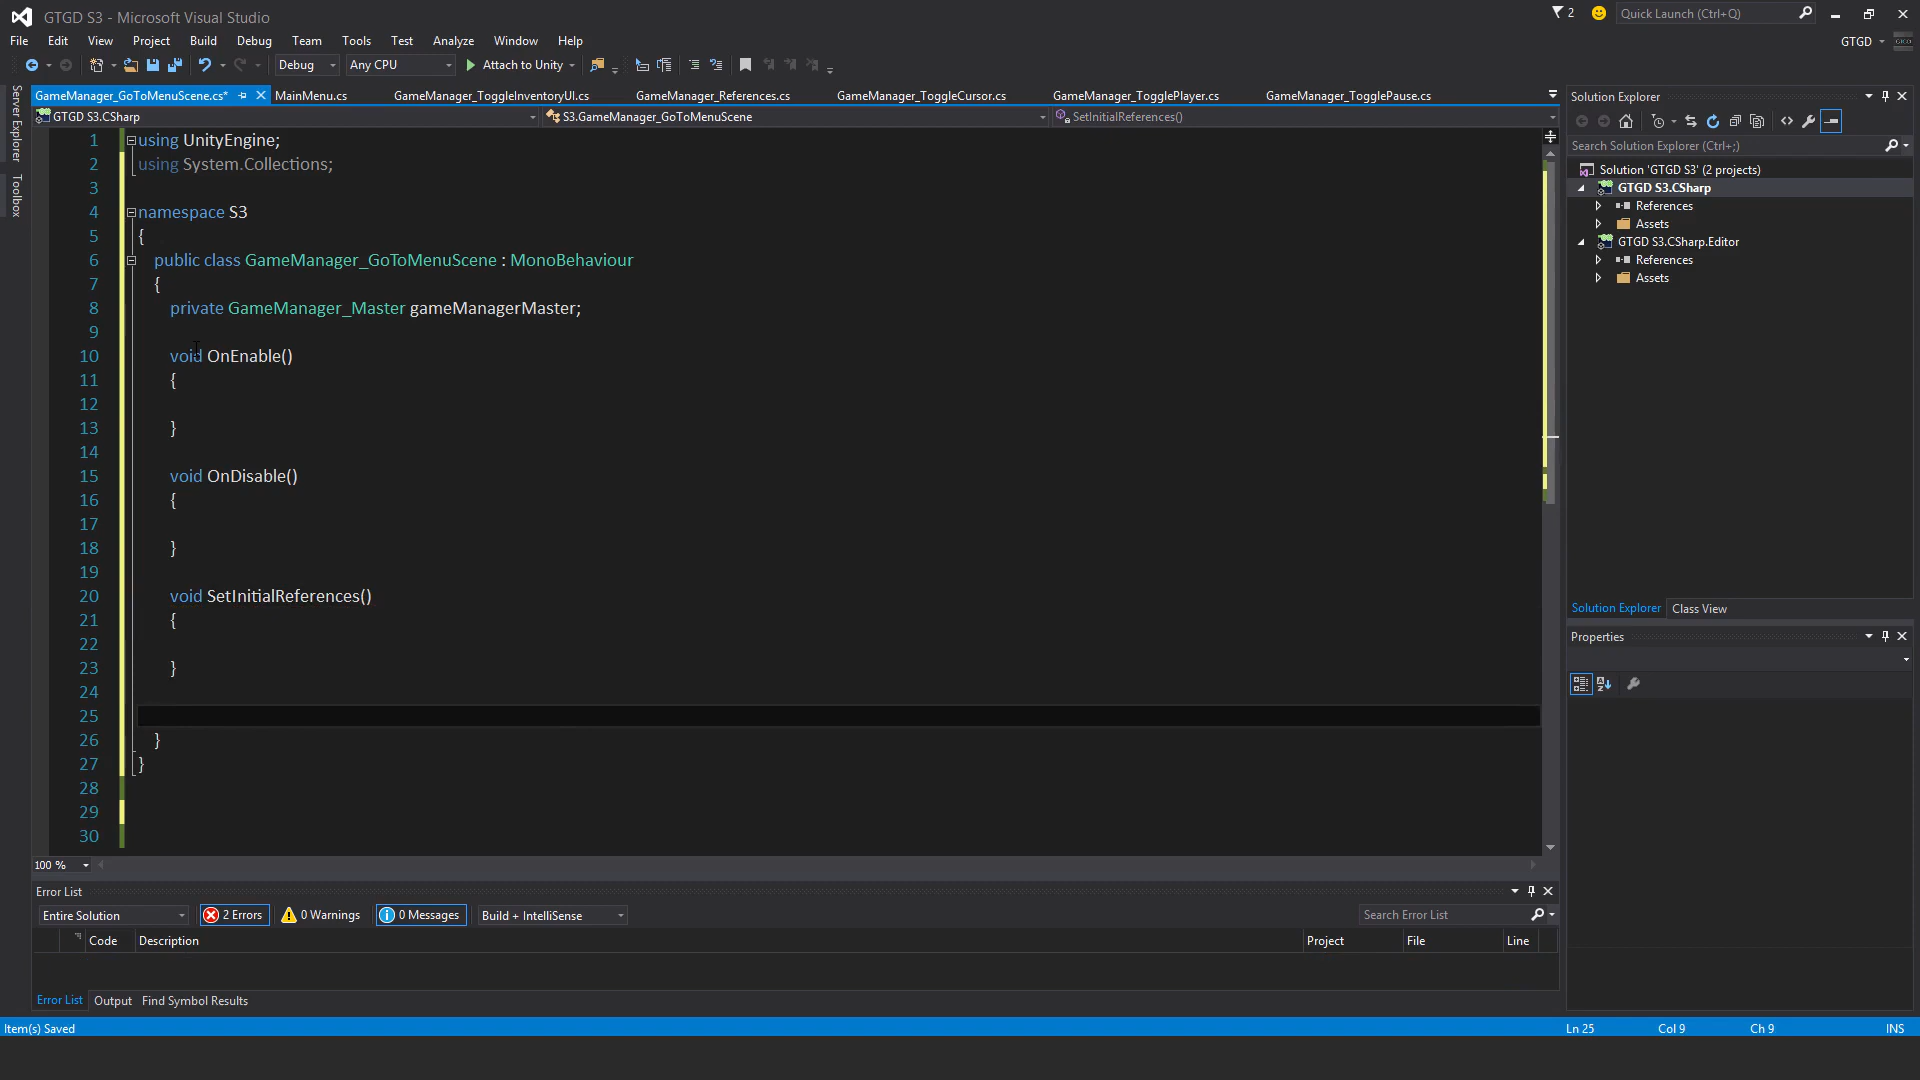 GTGD S3 - Microsoft Visual Studio
2
Quick Launch (Ctrl+Q)
File Edit View Project Build Debug Team Tools Test Analyze Window Help
GTGD
Debug Any CPU Attach to Unity
GameManager_GoToMenuScene.cs* MainMenu.cs GameManager_ToggleInventoryUI.cs GameManager_References.cs GameManager_ToggleCursor.cs GameManager_TogglePlayer.cs GameManager_TogglePause.cs
GTGD S3.CSharp S3.GameManager_GoToMenuScene SetInitialReferences()
Server Explorer
Toolbox
1 using UnityEngine;
2 using System.Collections;
3
4 namespace S3
5 {
6 public class GameManager_GoToMenuScene : MonoBehaviour
7 {
8 private GameManager_Master gameManagerMaster;
9
10 void OnEnable()
11 {
12
13 }
14
15 void OnDisable()
16 {
17
18 }
19
20 void SetInitialReferences()
21 {
22
23 }
24
25
26 }
27 }
28
29
30
100 %
Solution Explorer
Search Solution Explorer (Ctrl+;)
Solution 'GTGD S3' (2 projects)
GTGD S3.CSharp
References
Assets
GTGD S3.CSharp.Editor
References
Assets
Solution Explorer Class View
Properties
Error List
Entire Solution 2 Errors 0 Warnings 0 Messages Build + IntelliSense Search Error List
Code Description Project File Line
Error List Output Find Symbol Results
Item(s) Saved Ln 25 Col 9 Ch 9 INS